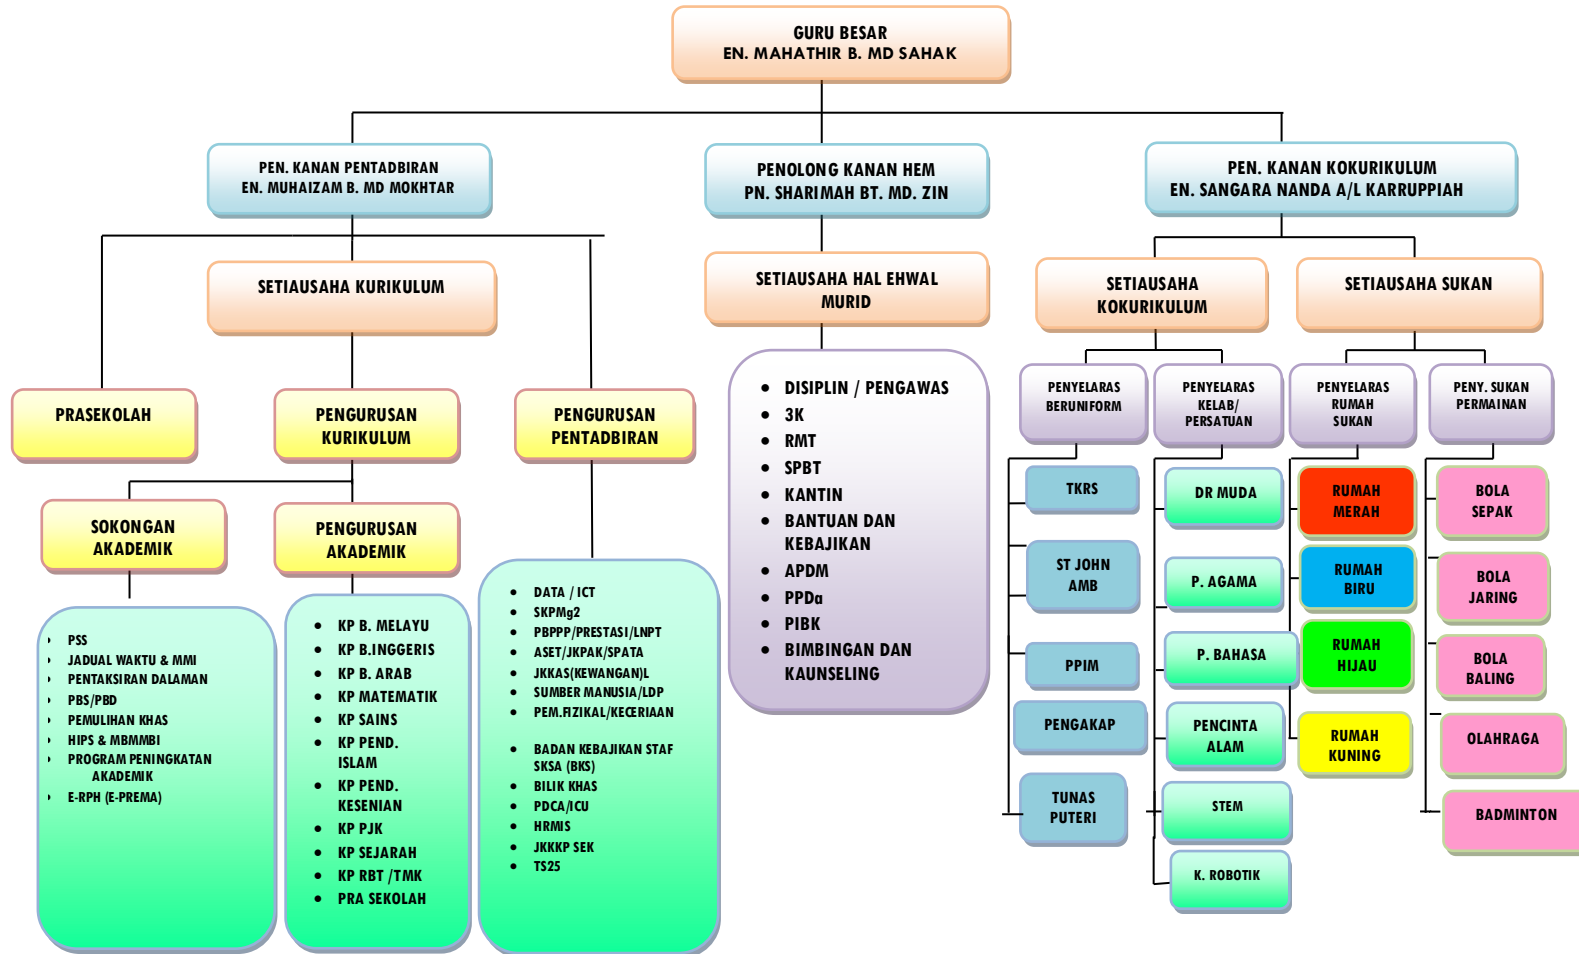 GURU BESAR
EN. MAHATHIR B. MD SAHAK
PEN. KANAN PENTADBIRAN
EN. MUHAIZAM B. MD MOKHTAR
PENOLONG KANAN HEM
PN. SHARIMAH BT. MD. ZIN
PEN. KANAN KOKURIKULUM
EN. SANGARA NANDA A/L KARRUPPIAH
SETIAUSAHA KURIKULUM
SETIAUSAHA HAL EHWAL
MURID
SETIAUSAHA
KOKURIKULUM
SETIAUSAHA SUKAN
PRASEKOLAH
PENGURUSAN
KURIKULUM
PENGURUSAN
PENTADBIRAN
SOKONGAN
AKADEMIK
PENGURUSAN
AKADEMIK
• PSS
• JADUAL WAKTU & MMI
• PENTAKSIRAN DALAMAN
• PBS/PBD
• PEMULIHAN KHAS
• HIPS & MBMMBI
• PROGRAM PENINGKATAN
AKADEMIK
• E-RPH (E-PREMA)
• KP B. MELAYU
• KP B.INGGERIS
• KP B. ARAB
• KP MATEMATIK
• KP SAINS
• KP PEND.
ISLAM
• KP PEND.
KESENIAN
• KP PJK
• KP SEJARAH
• KP RBT /TMK
• PRA SEKOLAH
• DATA / ICT
• SKPMg2
• PBPPP/PRESTASI/LNPT
• ASET/JKPAK/SPATA
• JKKAS(KEWANGAN)L
• SUMBER MANUSIA/LDP
• PEM.FIZIKAL/KECERIAAN
• BADAN KEBAJIKAN STAF
SKSA (BKS)
• BILIK KHAS
• PDCA/ICU
• HRMIS
• JKKKP SEK
• TS25
• DISIPLIN / PENGAWAS
• 3K
• RMT
• SPBT
• KANTIN
• BANTUAN DAN
KEBAJIKAN
• APDM
• PPDa
• PIBK
• BIMBINGAN DAN
KAUNSELING
PENYELARAS
BERUNIFORM
PENYELARAS
KELAB/
PERSATUAN
PENYELARAS
RUMAH
SUKAN
PENY. SUKAN
PERMAINAN
TKRS
ST JOHN
AMB
PPIM
PENGAKAP
TUNAS
PUTERI
DR MUDA
P. AGAMA
P. BAHASA
PENCINTA
ALAM
STEM
K. ROBOTIK
RUMAH
MERAH
RUMAH
BIRU
RUMAH
HIJAU
RUMAH
KUNING
BOLA
SEPAK
BOLA
JARING
BOLA
BALING
OLAHRAGA
BADMINTON